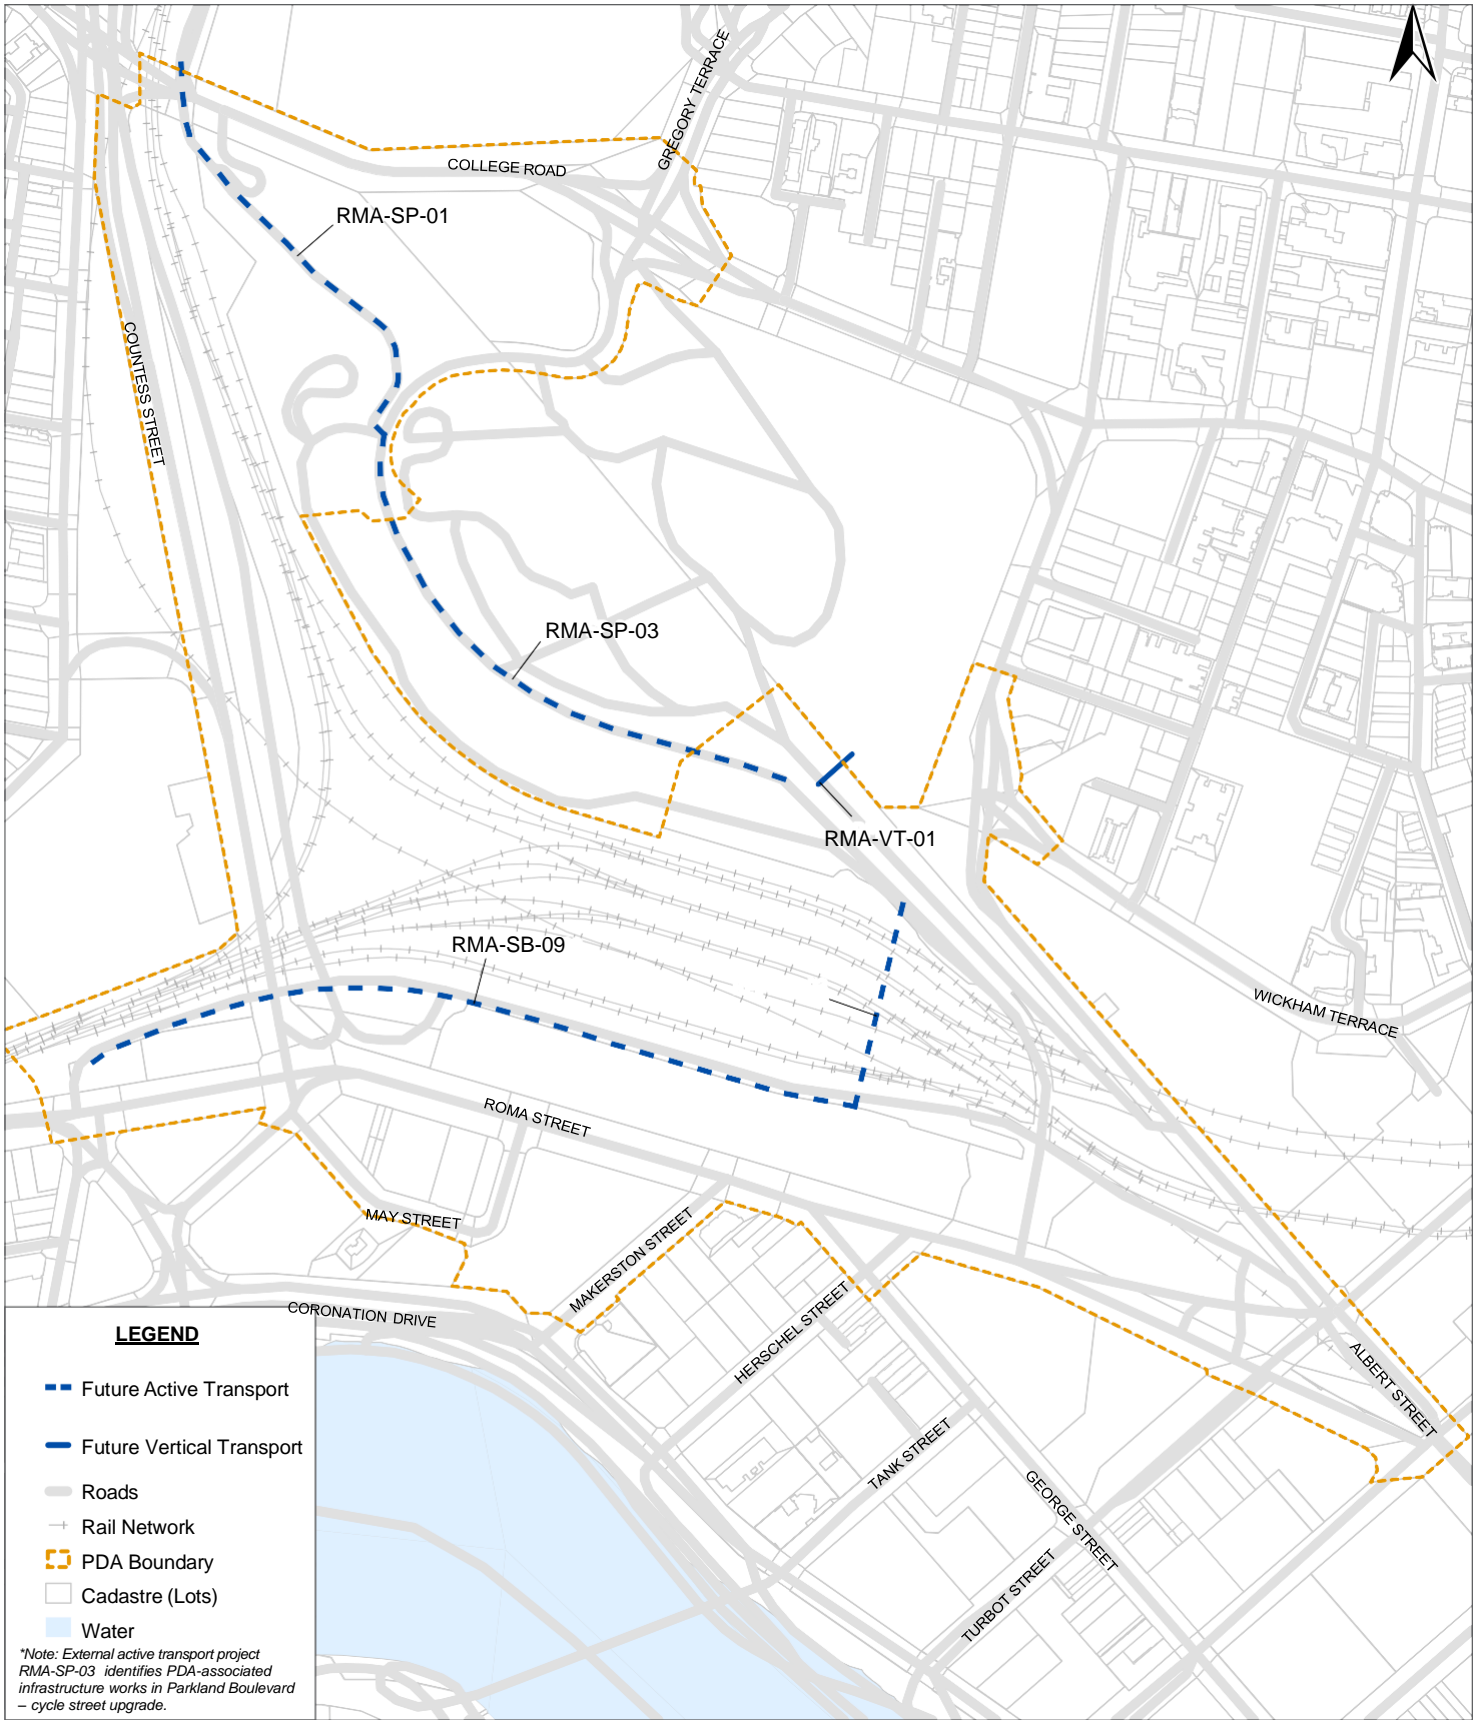 GREGORY TERRACE
COLLEGE ROAD
RMA-SP-01
COUNTESS STREET
RMA-SP-03
RMA-VT-01
RMA-SB-09
WICKHAM TERRACE
ROMA STREET
MAY STREET
MAKERSTON STREET
CORONATION DRIVE
HERSCHEL STREET
ALBERT STREET
TANK STREET
GEORGE STREET
TURBOT STREET
LEGEND
Future Active Transport
Future Vertical Transport
Roads
Rail Network
PDA Boundary
Cadastre (Lots)
Water
*Note: External active transport project
RMA-SP-03 identifies PDA-associated
infrastructure works in Parkland Boulevard
– cycle street upgrade.